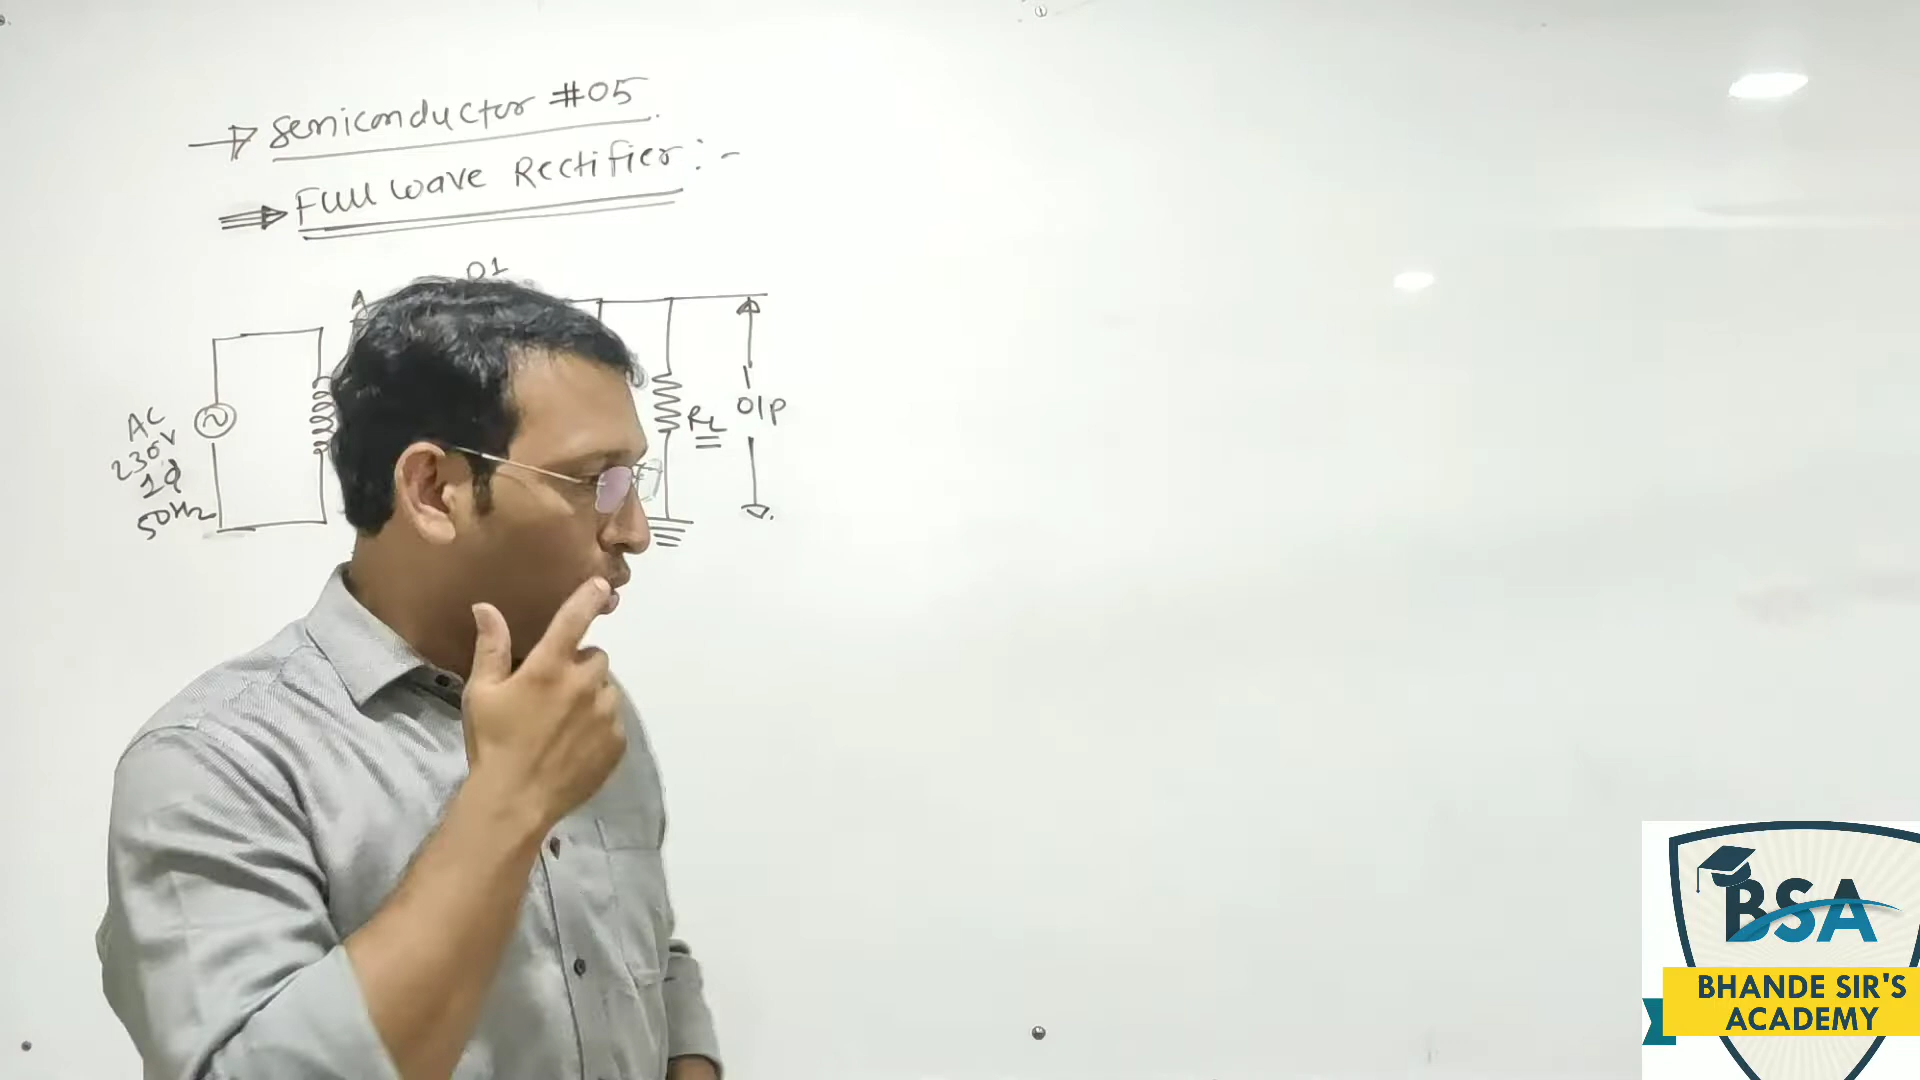 semiconductor #05.
Full wave Rectifier:-
D1
A
AC
230V
1φ
50Hz
RL
O/P
BSA
BHANDE SIR'S
ACADEMY